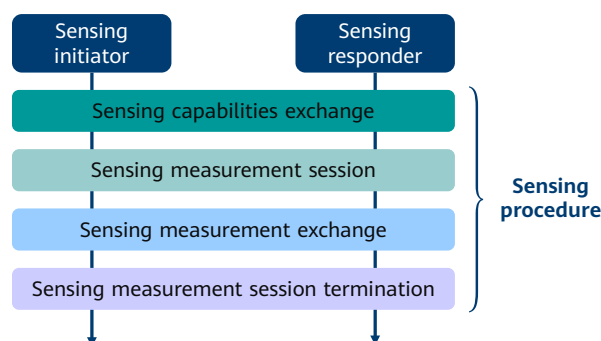 Sensing
initiator
Sensing
responder
Sensing capabilities exchange
Sensing measurement session
Sensing measurement exchange
Sensing measurement session termination
Sensing
procedure